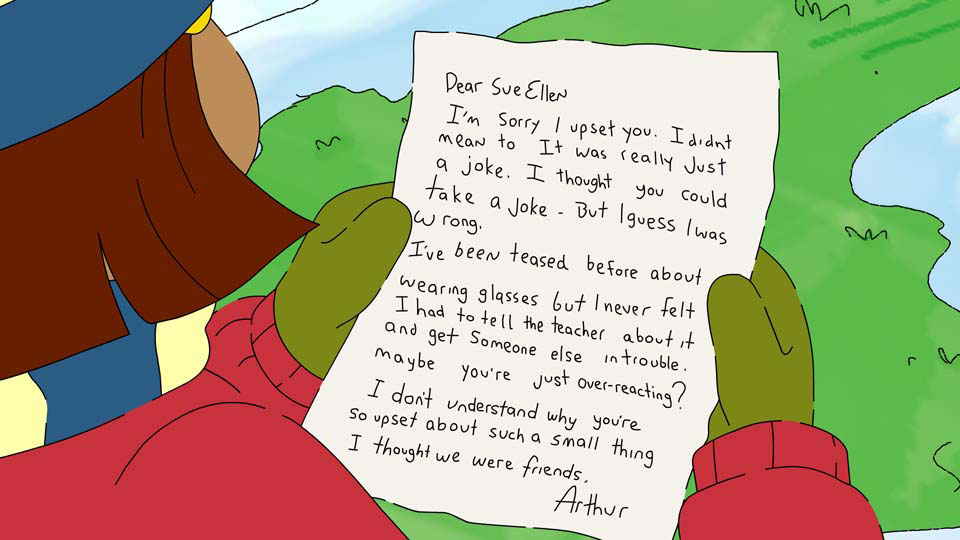 Dear Sue Ellen
I'm Sorry I upset you. I didnt
mean to It was really Just
a joke. I thought you could
take a joke - But I guess I was
wrong.
I've been teased before about
wearing glasses but I never felt
I had to tell the teacher about it
and get Someone else in trouble.
maybe you're just over-reacting?
I don't understand why you're
so upset about such a small thing
I thought we were friends.
Arthur